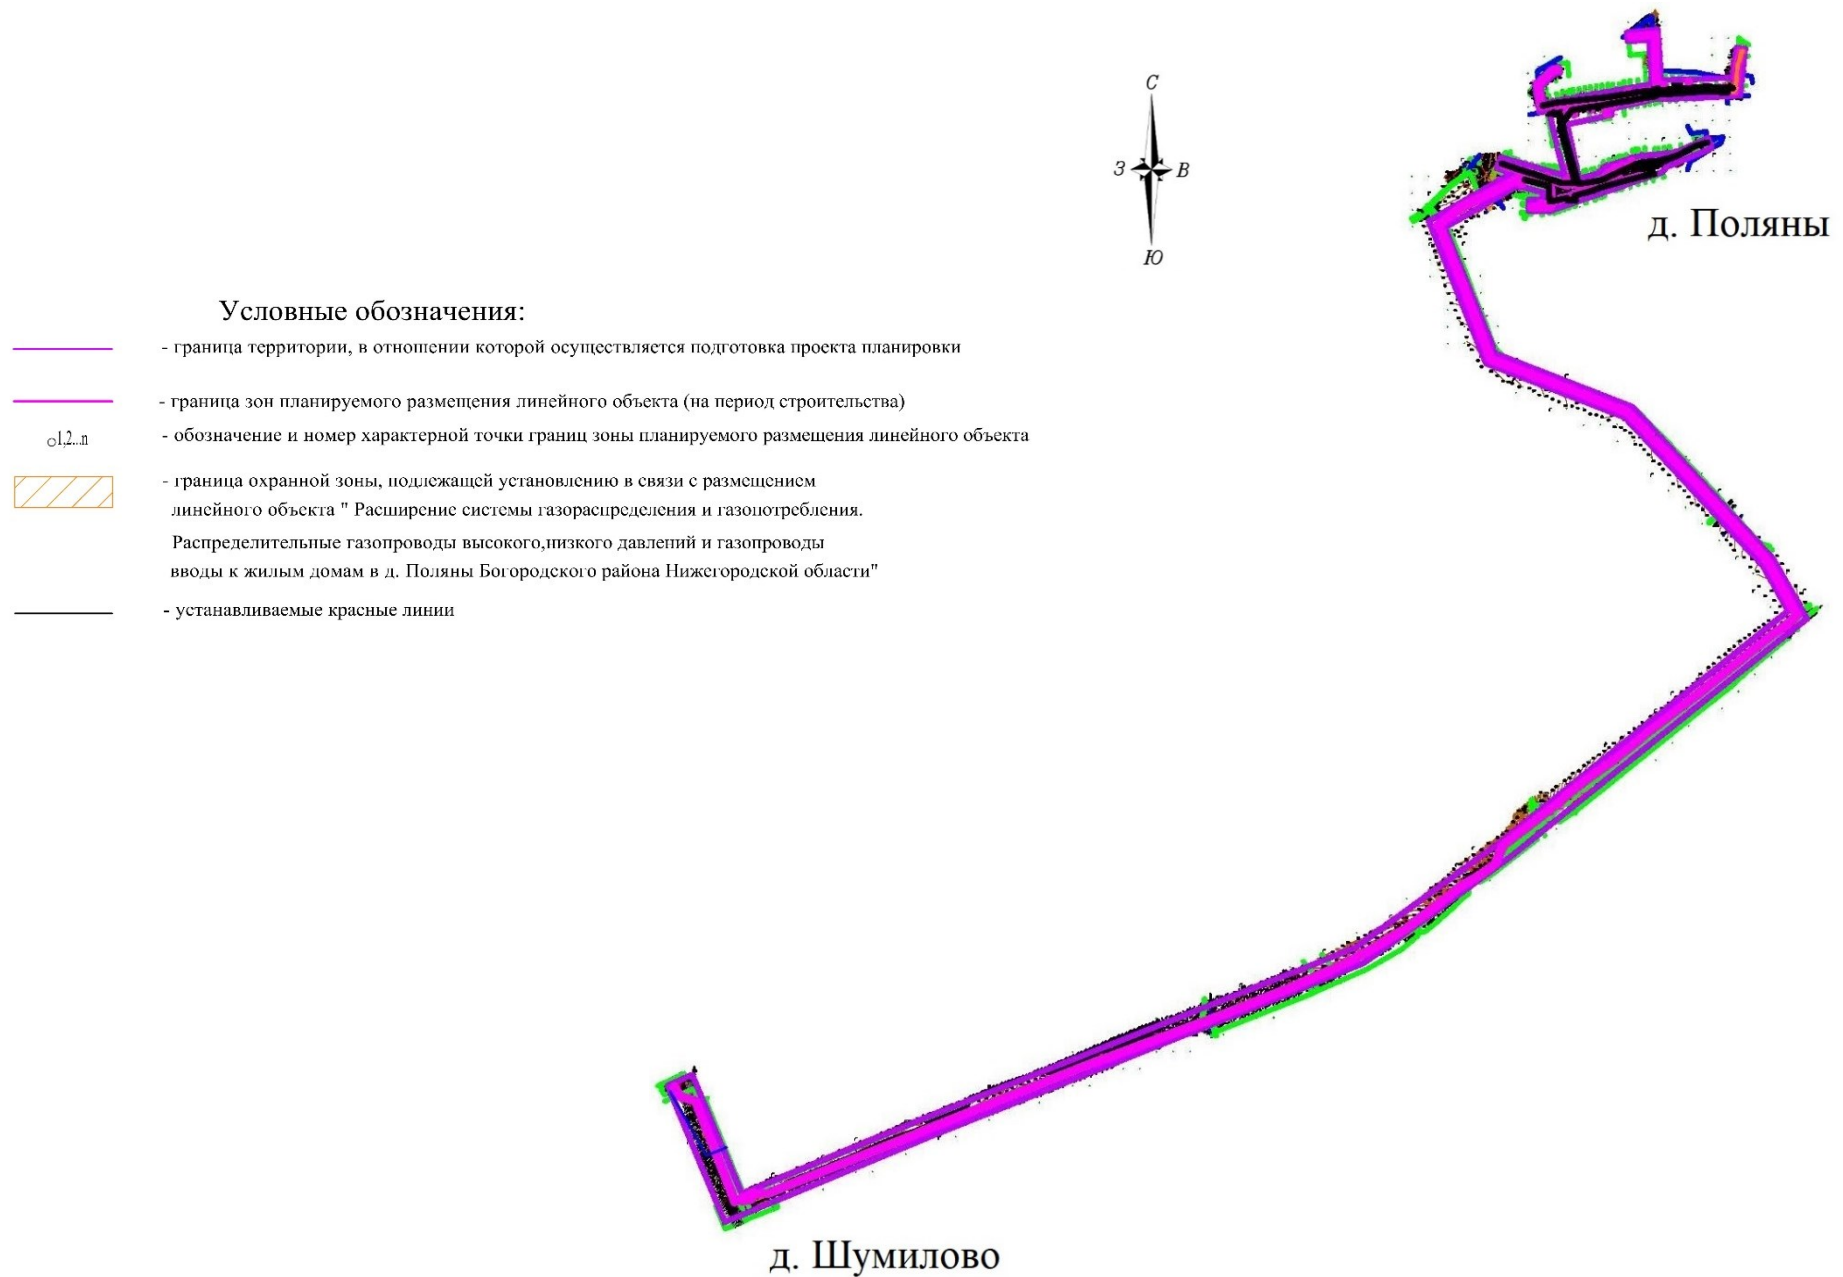 С
З
В
Ю
д. Поляны
Условные обозначения:
- граница территории, в отношении которой осуществляется подготовка проекта планировки
- граница зон планируемого размещения линейного объекта (на период строительства)
○1,2...n
- обозначение и номер характерной точки границ зоны планируемого размещения линейного объекта
- граница охранной зоны, подлежащей установлению в связи с размещением
линейного объекта " Расширение системы газораспределения и газопотребления.
Распределительные газопроводы высокого,низкого давлений и газопроводы
вводы к жилым домам в д. Поляны Богородского района Нижегородской области"
- устанавливаемые красные линии
д. Шумилово